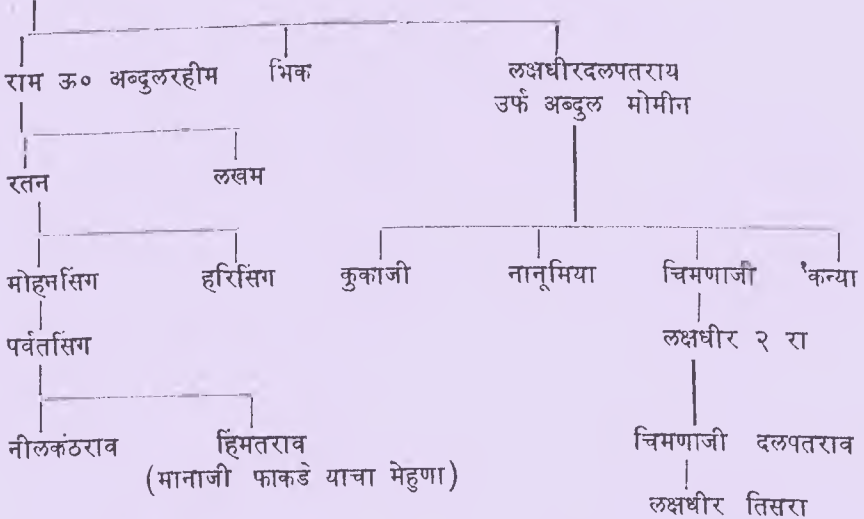 राम ऊ० अब्दुलरहीम भिक लक्षधीरदलपतराय
उर्फ अब्दुल मोमीन
रतन लखम
मोहनसिंग हरिसिंग कुकाजी नानूमिया चिमणाजी 'कन्या
पर्वतसिंग लक्षधीर २ रा
नीलकंठराव हिंमतराव चिमणाजी दलपतराव
(मानाजी फाकडे याचा मेहुणा)
लक्षधीर तिसरा